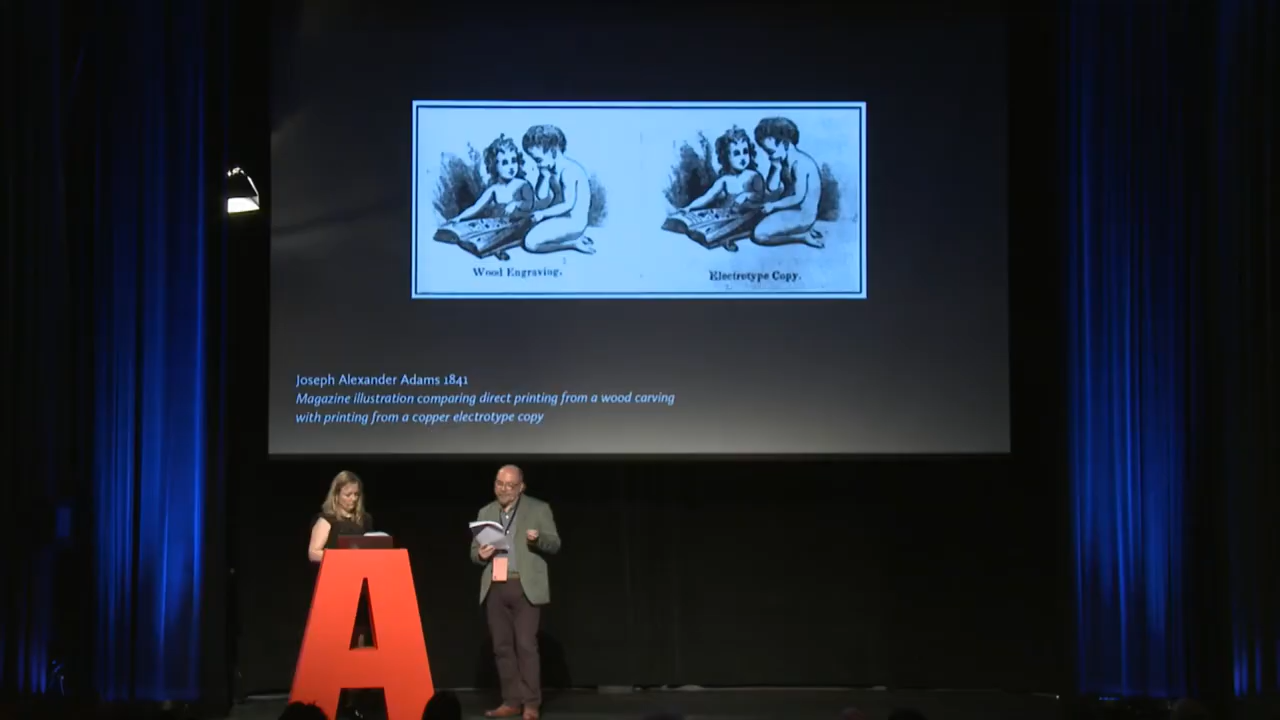 Wood Engraving.
Electrotype Copy.
Joseph Alexander Adams 1841
Magazine illustration comparing direct printing from a wood carving
with printing from a copper electrotype copy
A